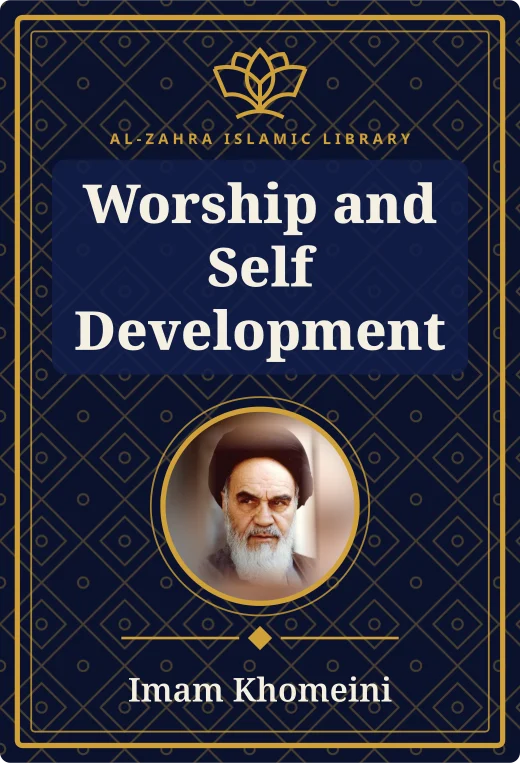 AL-ZAHRA ISLAMIC LIBRARY
Worship and
Self
Development
Imam Khomeini